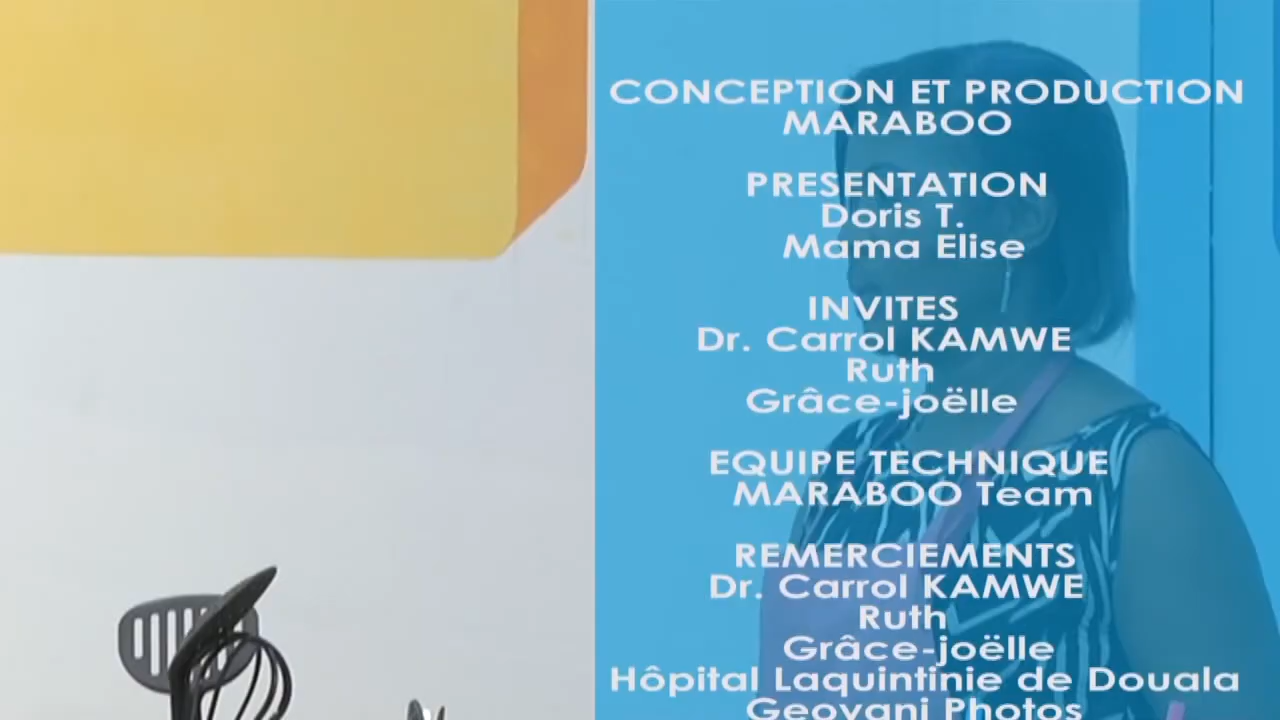 CONCEPTION ET PRODUCTION
MARABOO
PRESENTATION
Doris T.
Mama Elise
INVITES
Dr. Carrol KAMWE
Ruth
Grâce-joëlle
EQUIPE TECHNIQUE
MARABOO Team
REMERCIEMENTS
Dr. Carrol KAMWE
Ruth
Grâce-joëlle
Hôpital Laquintinie de Douala
Geovani Photos